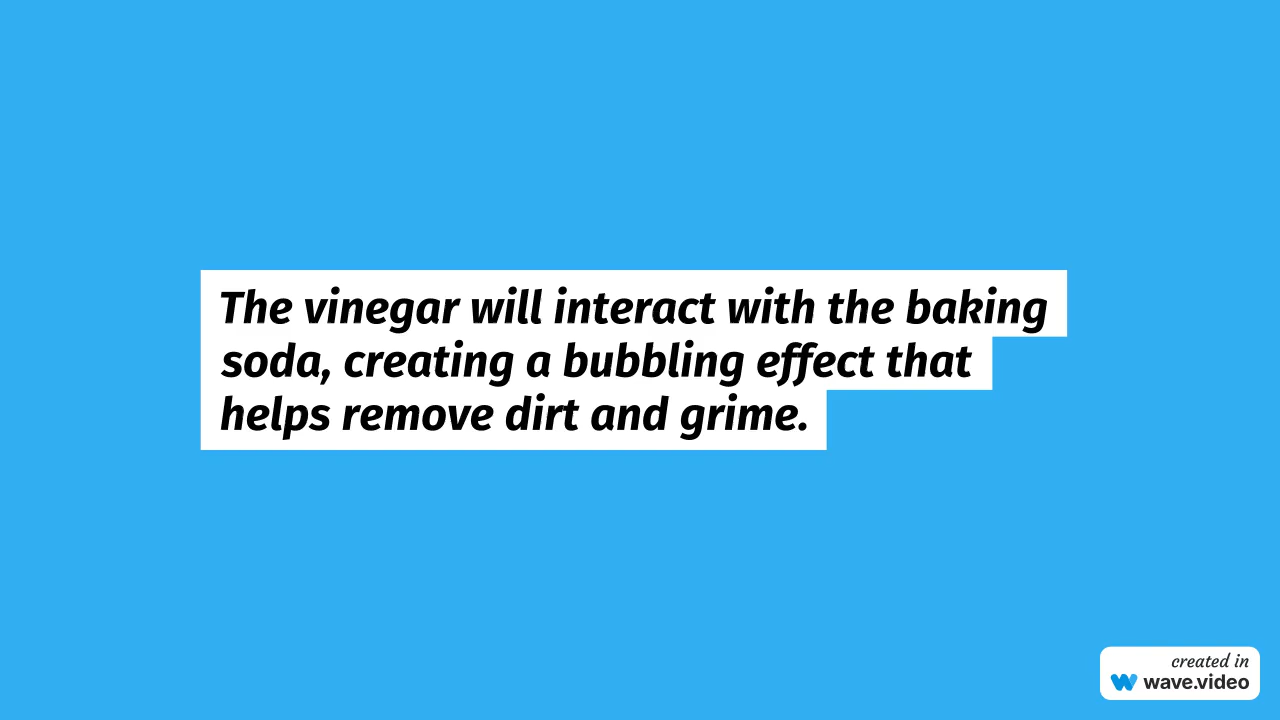 The vinegar will interact with the baking
soda, creating a bubbling effect that
helps remove dirt and grime.
created in
wave.video